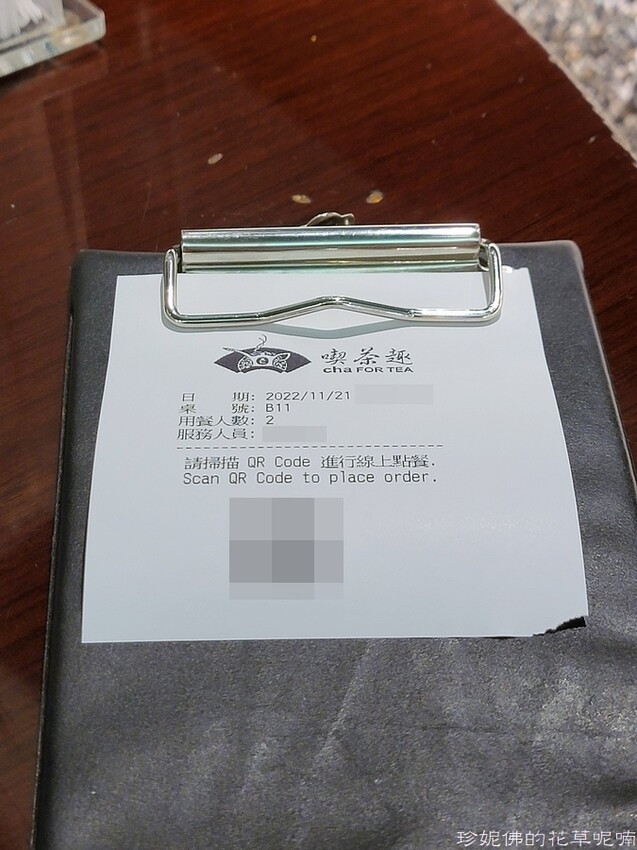 喫茶趣
cha FOR TEA
日 期: 2022/11/21
桌 號: B11
用餐人數: 2
服務人員:
請掃描 QR Code 進行線上點餐.
Scan QR Code to place order.
珍妮佛的花草呢喃